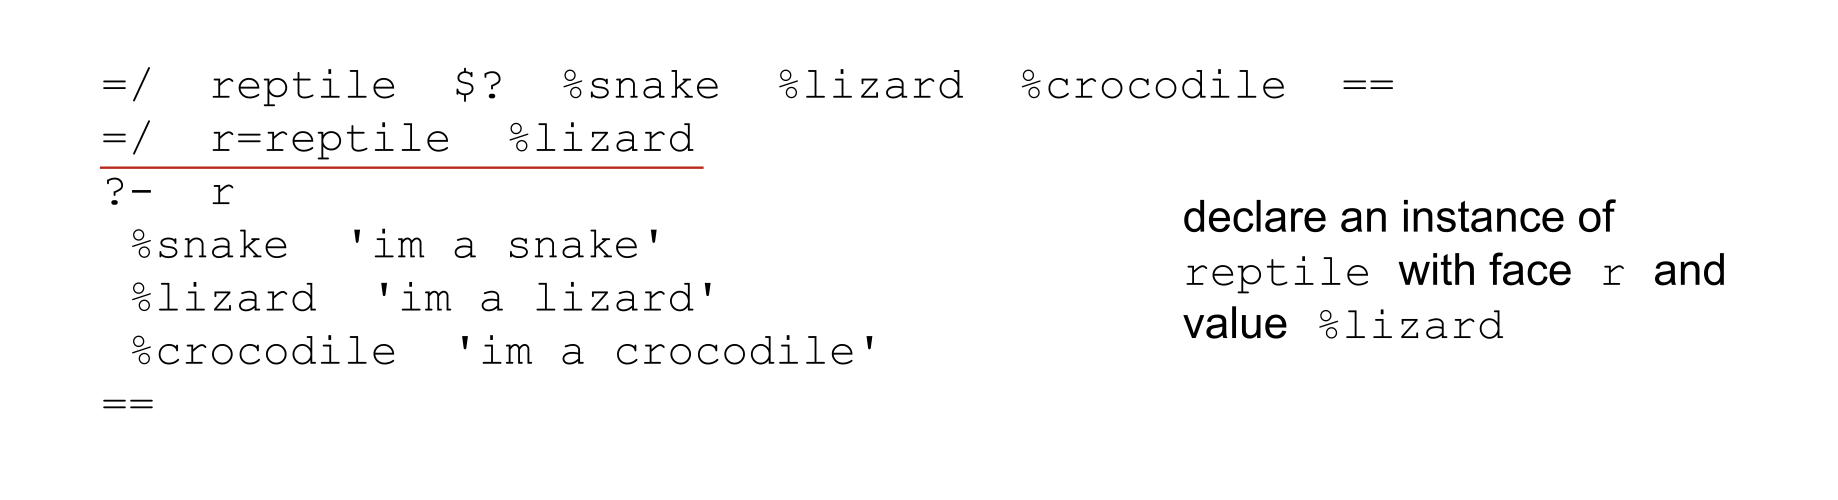 =/  reptile  $?  %snake  %lizard  %crocodile  ==
=/  r=reptile  %lizard
?-  r
 %snake  'im a snake'
 %lizard  'im a lizard'
 %crocodile  'im a crocodile'
==
declare an instance of
reptile with face r and
value %lizard